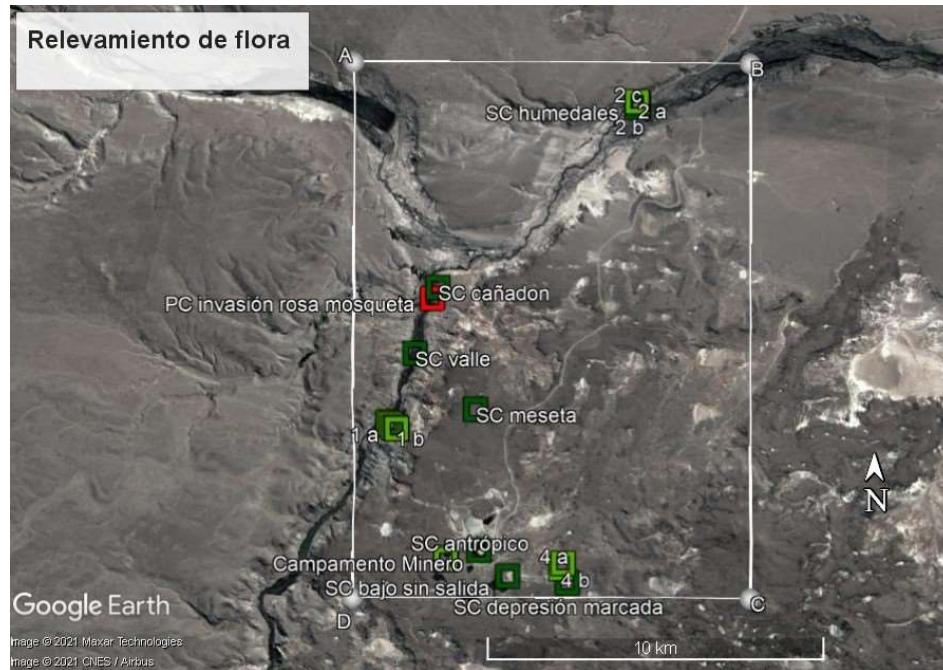 Relevamiento de flora
A
B
2 c
SC humedales
2 a
2 b
SC cañadon
PC invasión rosa mosqueta
SC valle
SC meseta
1 a
1 b
N
SC antrópico
4 a
Campamento Minero
4 b
SC bajo sin salida
SC depresión marcada
D
C
Google Earth
10 km
Image © 2021 Maxar Technologies
Image © 2021 CNES / Airbus